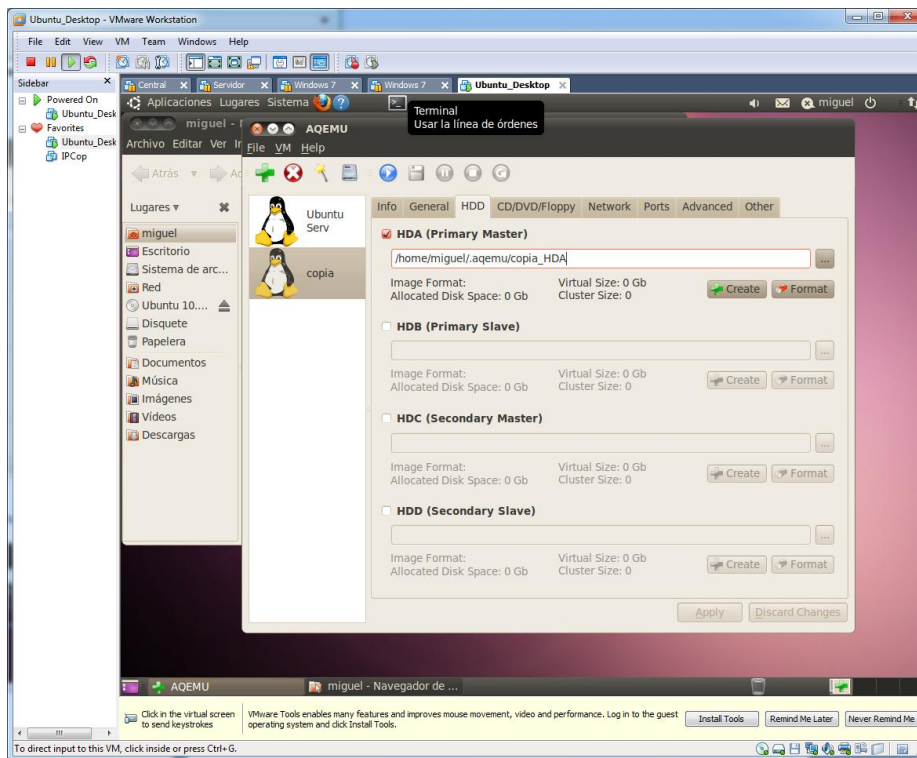 Ubuntu_Desktop - VMware Workstation
File Edit View VM Team Windows Help
Sidebar ×
Powered On
Ubuntu_Desk
Favorites
Ubuntu_Desk
IPCop
Central Servidor Windows 7 Windows 7 Ubuntu_Desktop
Aplicaciones Lugares Sistema miguel
Terminal
Usar la línea de órdenes
miguel -
Archivo Editar Ver
Atrás
Lugares
miguel
Escritorio
Sistema de arc...
Red
Ubuntu 10....
Disquete
Papelera
Documentos
Música
Imágenes
Vídeos
Descargas
AQEMU
File VM Help
Ubuntu
Serv
copia
Info General HDD CD/DVD/Floppy Network Ports Advanced Other
HDA (Primary Master)
/home/miguel/.aqemu/copia_HDA
...
Image Format: Virtual Size: 0 Gb
Allocated Disk Space: 0 Gb Cluster Size: 0
Create Format
HDB (Primary Slave)
...
Image Format: Virtual Size: 0 Gb
Allocated Disk Space: 0 Gb Cluster Size: 0
Create Format
HDC (Secondary Master)
...
Image Format: Virtual Size: 0 Gb
Allocated Disk Space: 0 Gb Cluster Size: 0
Create Format
HDD (Secondary Slave)
...
Image Format: Virtual Size: 0 Gb
Allocated Disk Space: 0 Gb Cluster Size: 0
Create Format
Apply Discard Changes
AQEMU miguel - Navegador de ...
Click in the virtual screen
to send keystrokes
VMware Tools enables many features and improves mouse movement, video and performance. Log in to the guest
operating system and click Install Tools.
Install Tools Remind Me Later Never Remind Me
To direct input to this VM, click inside or press Ctrl+G.